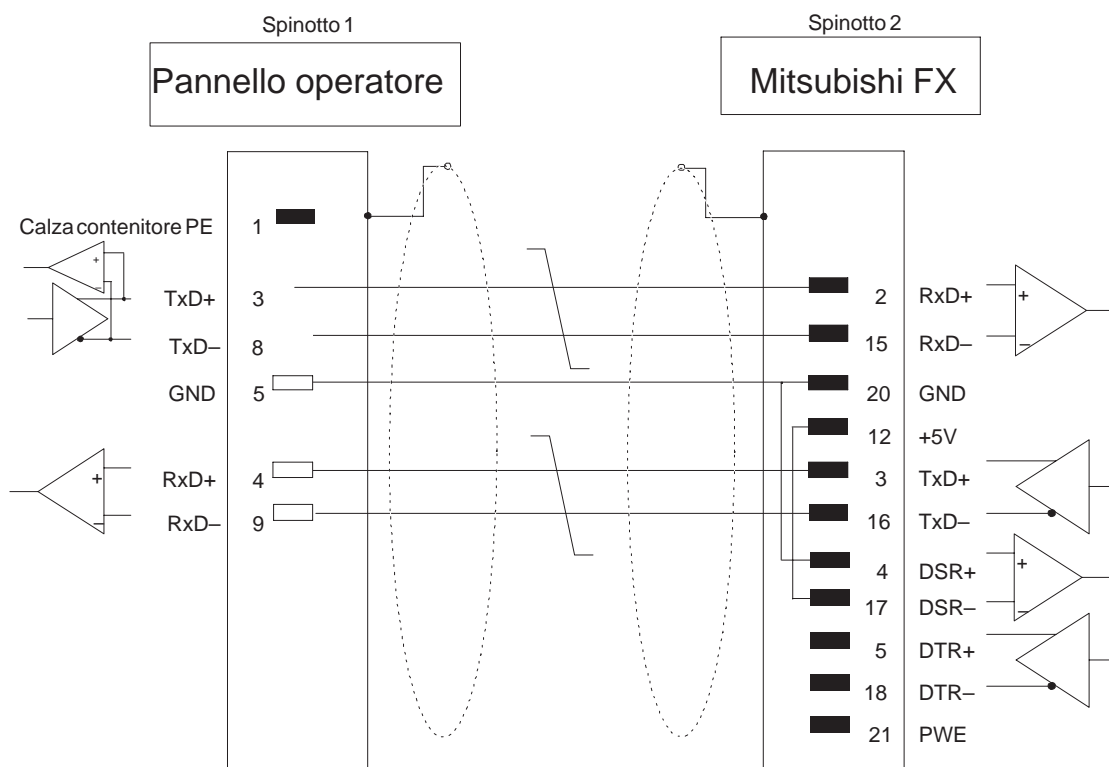 Spinotto 1
Spinotto 2
Pannello operatore
Mitsubishi FX
Calza contenitore PE
1
TxD+ 3
2 RxD+
TxD– 8
15 RxD–
GND 5
20 GND
12 +5V
RxD+ 4
3 TxD+
RxD– 9
16 TxD–
4 DSR+
17 DSR–
5 DTR+
18 DTR–
21 PWE